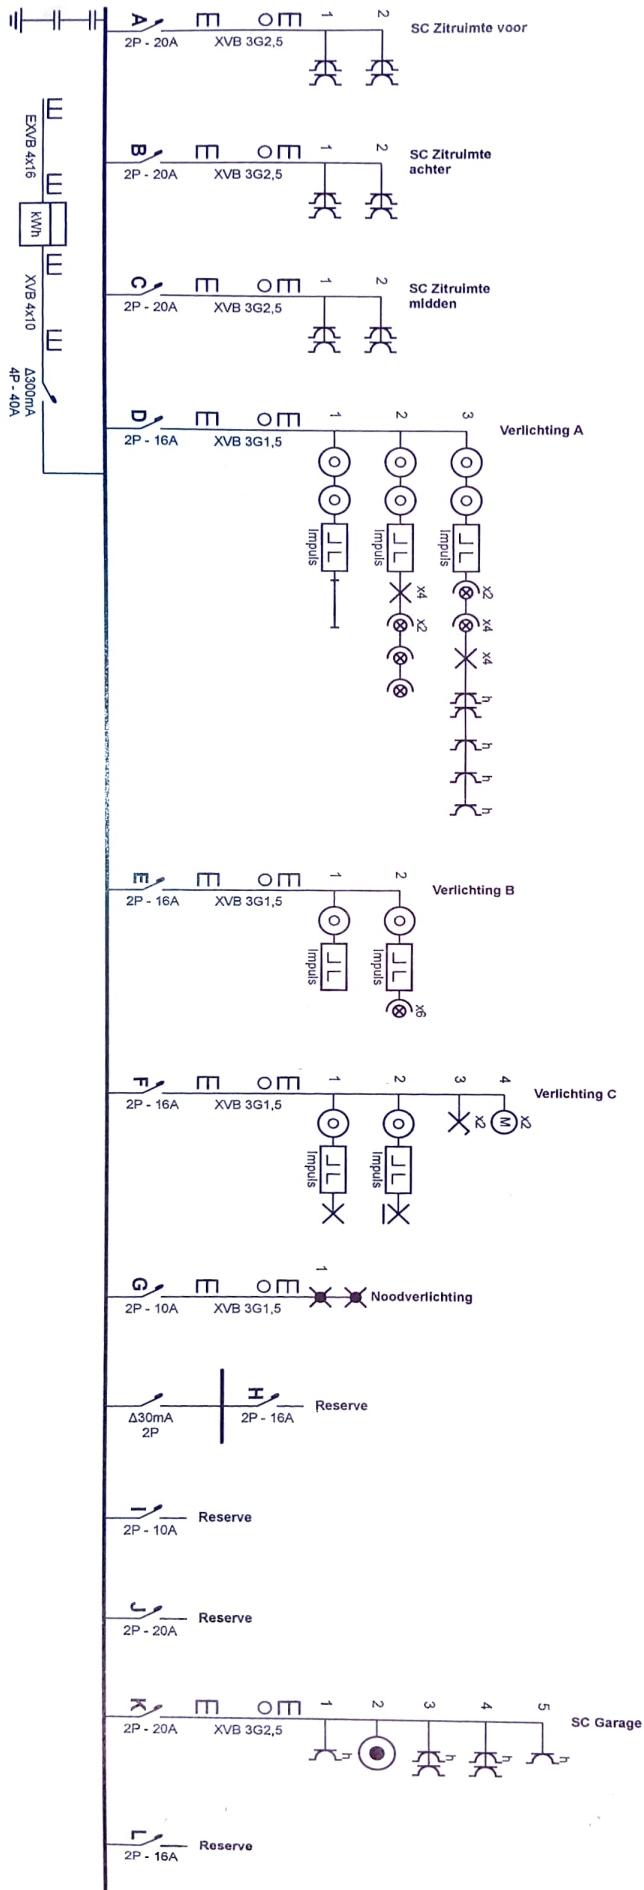 A
2P - 20A
XVB 3G2,5
1
2
SC Zitruimte voor
EXVB 4x16
kWh
XVB 4x10
Δ300mA
4P - 40A
B
2P - 20A
XVB 3G2,5
1
2
SC Zitruimte
achter
C
2P - 20A
XVB 3G2,5
1
2
SC Zitruimte
midden
D
2P - 16A
XVB 3G1,5
1
2
3
Verlichting A
Impuls
Impuls
Impuls
x4
x2
x2
x4
x4
h
h
h
h
E
2P - 16A
XVB 3G1,5
1
2
Verlichting B
Impuls
Impuls
x6
F
2P - 16A
XVB 3G1,5
1
2
3
4
Verlichting C
x2
M
x2
Impuls
Impuls
G
2P - 10A
XVB 3G1,5
1
Noodverlichting
Δ30mA
2P
H
2P - 16A
Reserve
I
2P - 10A
Reserve
J
2P - 20A
Reserve
K
2P - 20A
XVB 3G2,5
1
2
3
4
5
SC Garage
h
h
h
h
L
2P - 16A
Reserve